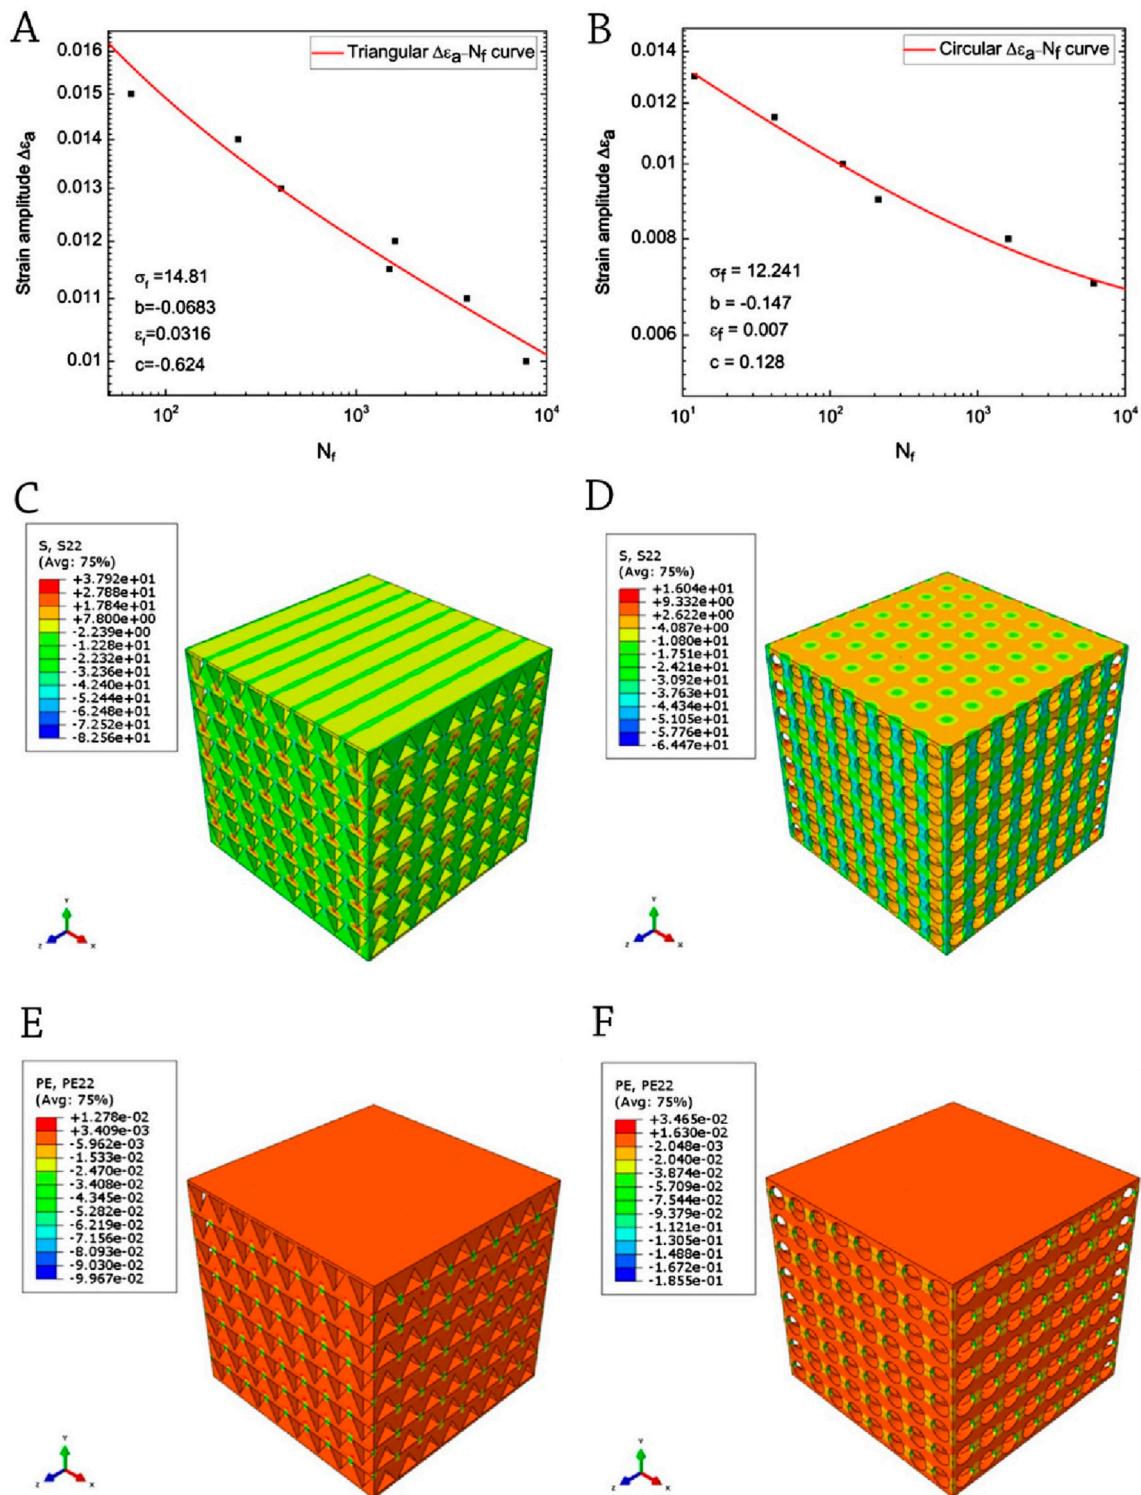 A
0.016
0.015
0.014
0.013
0.012
0.011
0.01
Strain amplitude Δεa
Triangular Δεa-Nf curve
σf =14.81
b=-0.0683
εf=0.0316
c=-0.624
10² 10³ 10⁴
Nf
B
0.014
0.012
0.01
0.008
0.006
Strain amplitude Δεa
Circular Δεa-Nf curve
σf = 12.241
b = -0.147
εf = 0.007
c = 0.128
10¹ 10² 10³ 10⁴
Nf
C
S, S22
(Avg: 75%)
+3.792e+01
+2.788e+01
+1.784e+01
+7.800e+00
-2.239e+00
-1.228e+01
-2.232e+01
-3.236e+01
-4.240e+01
-5.244e+01
-6.248e+01
-7.252e+01
-8.256e+01
Y
Z X
D
S, S22
(Avg: 75%)
+1.604e+01
+9.332e+00
+2.622e+00
-4.087e+00
-1.080e+01
-1.751e+01
-2.421e+01
-3.092e+01
-3.763e+01
-4.434e+01
-5.105e+01
-5.776e+01
-6.447e+01
Y
Z X
E
PE, PE22
(Avg: 75%)
+1.278e-02
+3.409e-03
-5.962e-03
-1.533e-02
-2.470e-02
-3.408e-02
-4.345e-02
-5.282e-02
-6.219e-02
-7.156e-02
-8.093e-02
-9.030e-02
-9.967e-02
Y
Z X
F
PE, PE22
(Avg: 75%)
+3.465e-02
+1.630e-02
-2.048e-03
-2.040e-02
-3.874e-02
-5.709e-02
-7.544e-02
-9.379e-02
-1.121e-01
-1.305e-01
-1.488e-01
-1.672e-01
-1.855e-01
Y
Z X